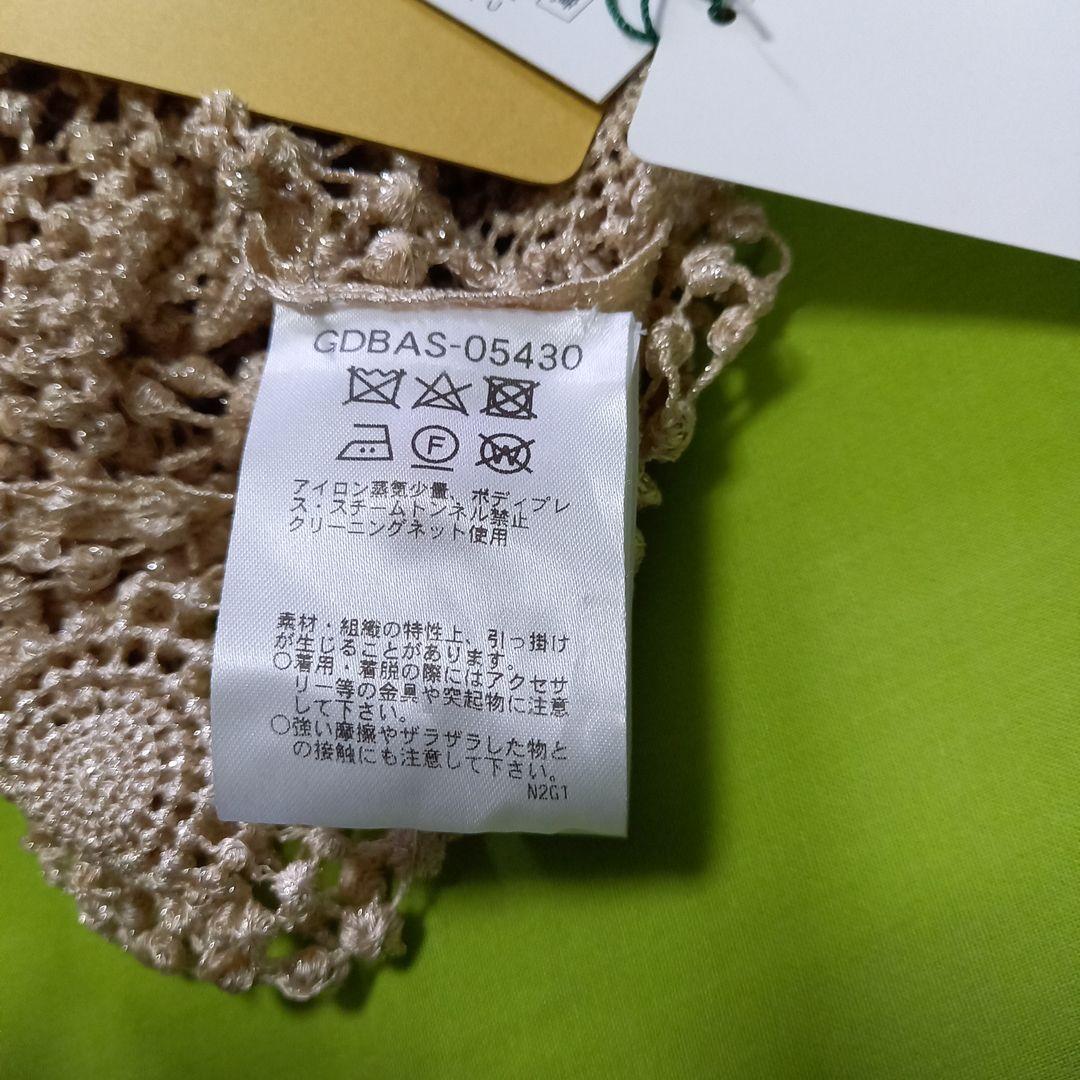 GDBAS-05430
F
W
アイロン蒸気少量、ボディプレ
ス・スチームトンネル禁止
クリーニングネット使用
素材・組織の特性上、引っ掛け
が生じることがあります。
○着用・着脱の際にはアクセサ
リー等の金具や突起物に注意
して下さい。
○強い摩擦やザラザラした物と
の接触にも注意して下さい。
N2G1